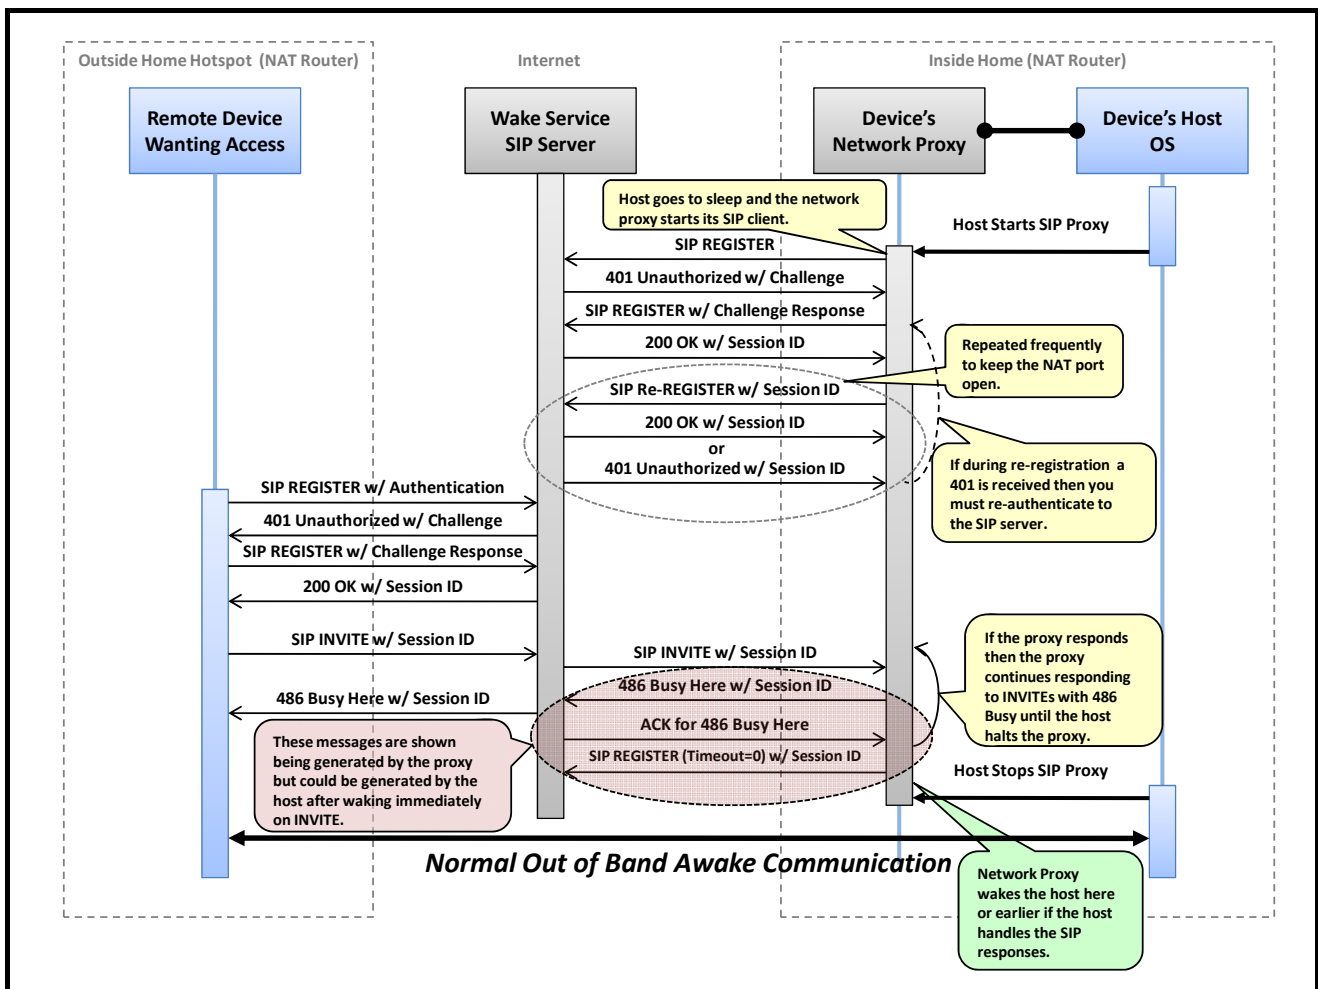 Outside Home Hotspot (NAT Router)
Internet
Inside Home (NAT Router)
Remote Device
Wanting Access
Wake Service
SIP Server
Device's
Network Proxy
Device's Host
OS
Host goes to sleep and the network
proxy starts its SIP client.
Host Starts SIP Proxy
SIP REGISTER
401 Unauthorized w/ Challenge
SIP REGISTER w/ Challenge Response
200 OK w/ Session ID
Repeated frequently
to keep the NAT port
open.
SIP Re-REGISTER w/ Session ID
200 OK w/ Session ID
or
401 Unauthorized w/ Session ID
If during re-registration a
401 is received then you
must re-authenticate to
the SIP server.
SIP REGISTER w/ Authentication
401 Unauthorized w/ Challenge
SIP REGISTER w/ Challenge Response
200 OK w/ Session ID
SIP INVITE w/ Session ID
SIP INVITE w/ Session ID
If the proxy responds
then the proxy
continues responding
to INVITEs with 486
Busy until the host
halts the proxy.
486 Busy Here w/ Session ID
486 Busy Here w/ Session ID
ACK for 486 Busy Here
SIP REGISTER (Timeout=0) w/ Session ID
These messages are shown
being generated by the proxy
but could be generated by the
host after waking immediately
on INVITE.
Host Stops SIP Proxy
Normal Out of Band Awake Communication
Network Proxy
wakes the host here
or earlier if the host
handles the SIP
responses.